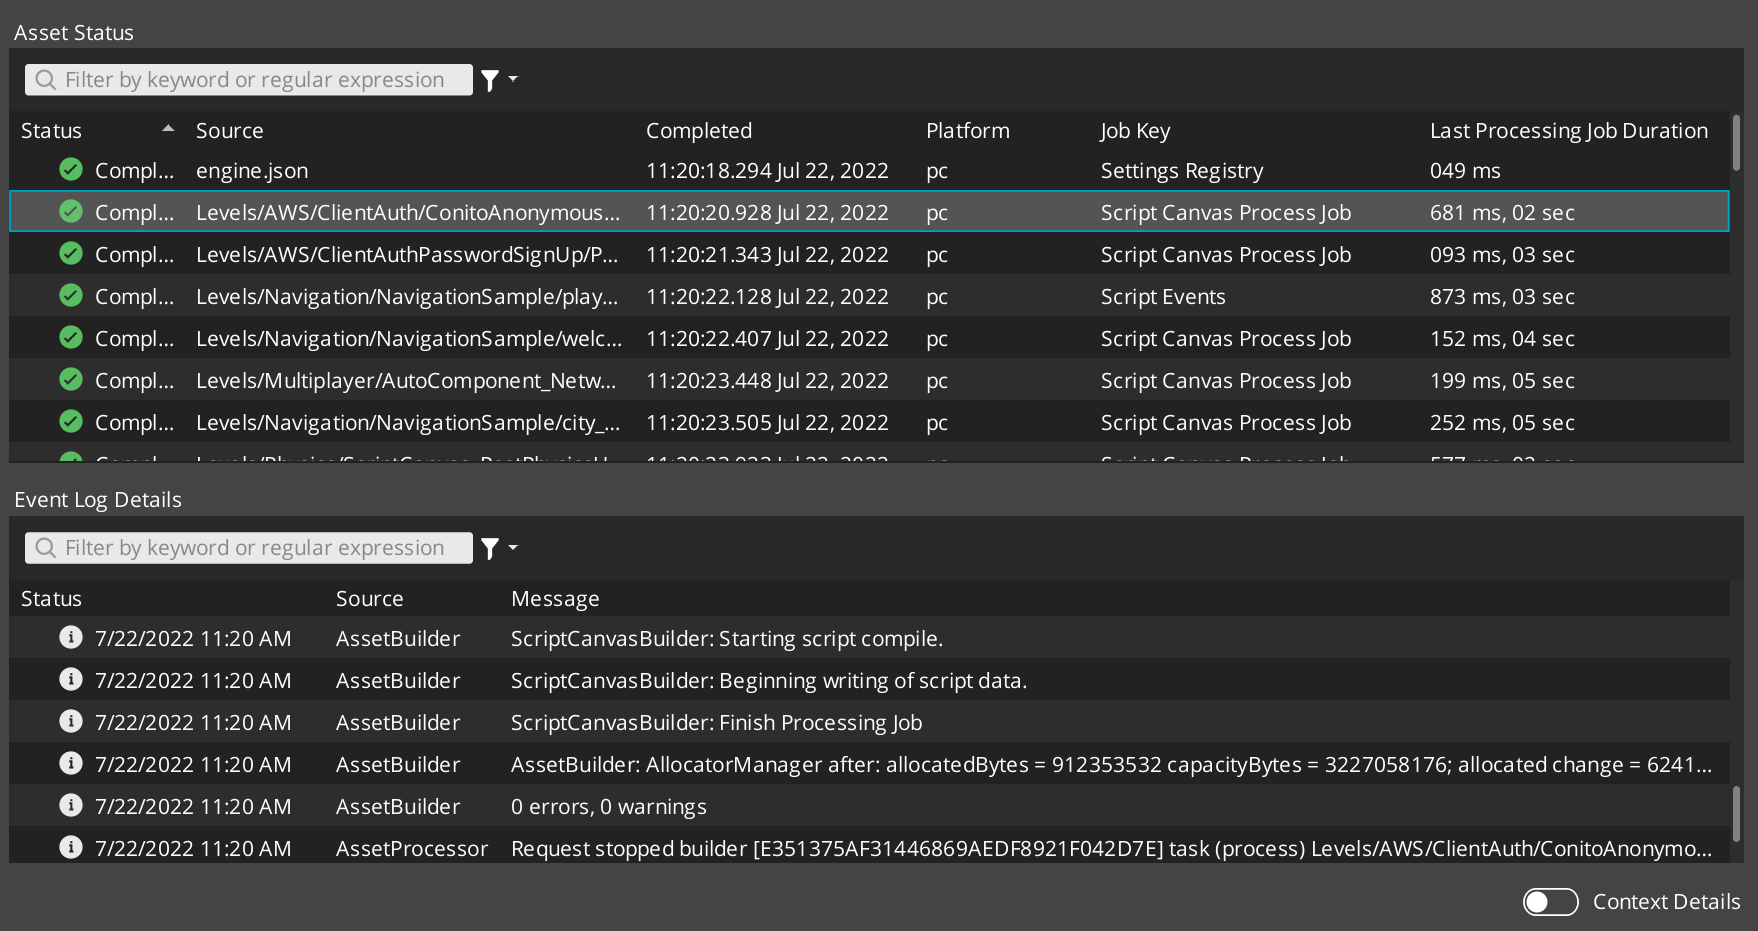 Asset Status
Filter by keyword or regular expression
Status Source Completed Platform Job Key Last Processing Job Duration
Compl... engine.json 11:20:18.294 Jul 22, 2022 pc Settings Registry 049 ms
Compl... Levels/AWS/ClientAuth/ConitoAnonymous... 11:20:20.928 Jul 22, 2022 pc Script Canvas Process Job 681 ms, 02 sec
Compl... Levels/AWS/ClientAuthPasswordSignUp/P... 11:20:21.343 Jul 22, 2022 pc Script Canvas Process Job 093 ms, 03 sec
Compl... Levels/Navigation/NavigationSample/play... 11:20:22.128 Jul 22, 2022 pc Script Events 873 ms, 03 sec
Compl... Levels/Navigation/NavigationSample/welc... 11:20:22.407 Jul 22, 2022 pc Script Canvas Process Job 152 ms, 04 sec
Compl... Levels/Multiplayer/AutoComponent_Netw... 11:20:23.448 Jul 22, 2022 pc Script Canvas Process Job 199 ms, 05 sec
Compl... Levels/Navigation/NavigationSample/city_... 11:20:23.505 Jul 22, 2022 pc Script Canvas Process Job 252 ms, 05 sec
Event Log Details
Filter by keyword or regular expression
Status Source Message
7/22/2022 11:20 AM AssetBuilder ScriptCanvasBuilder: Starting script compile.
7/22/2022 11:20 AM AssetBuilder ScriptCanvasBuilder: Beginning writing of script data.
7/22/2022 11:20 AM AssetBuilder ScriptCanvasBuilder: Finish Processing Job
7/22/2022 11:20 AM AssetBuilder AssetBuilder: AllocatorManager after: allocatedBytes = 912353532 capacityBytes = 3227058176; allocated change = 6241...
7/22/2022 11:20 AM AssetBuilder 0 errors, 0 warnings
7/22/2022 11:20 AM AssetProcessor Request stopped builder [E351375AF31446869AEDF8921F042D7E] task (process) Levels/AWS/ClientAuth/ConitoAnonymo...
Context Details